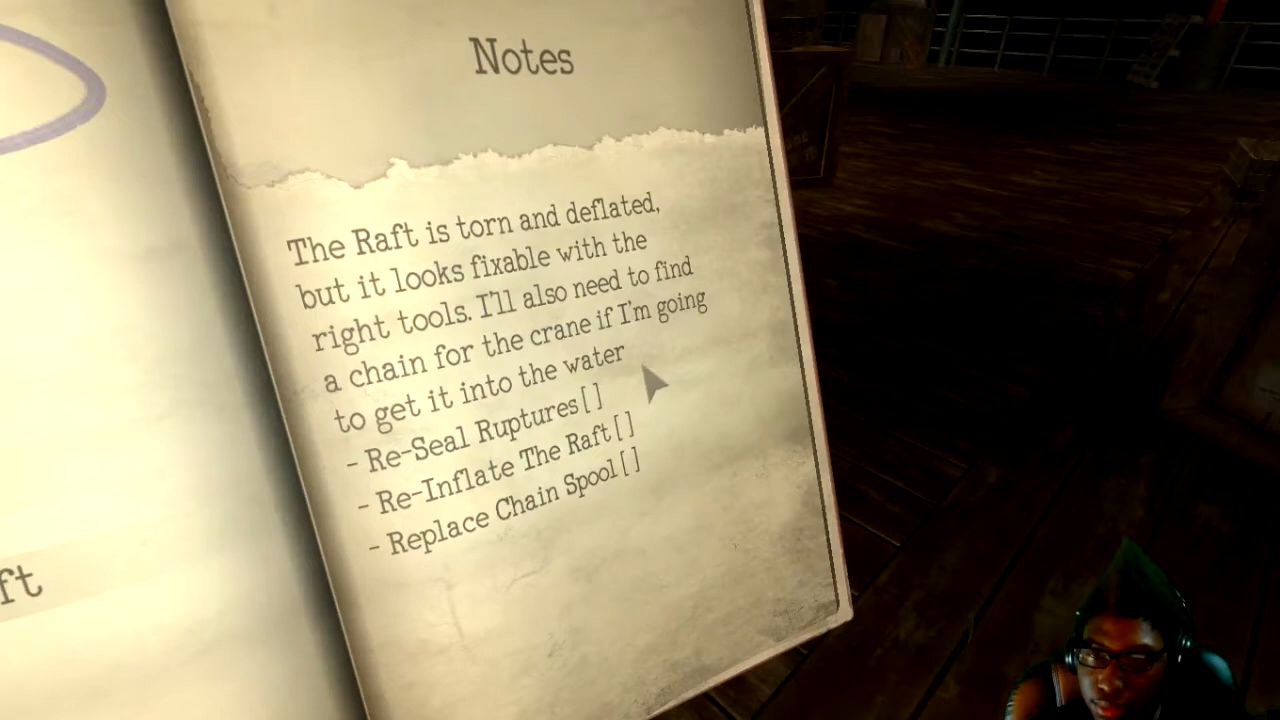 Notes
The Raft is torn and deflated,
but it looks fixable with the
right tools. I'll also need to find
a chain for the crane if I'm going
to get it into the water
- Re-Seal Ruptures [ ]
- Re-Inflate The Raft [ ]
- Replace Chain Spool [ ]
ft